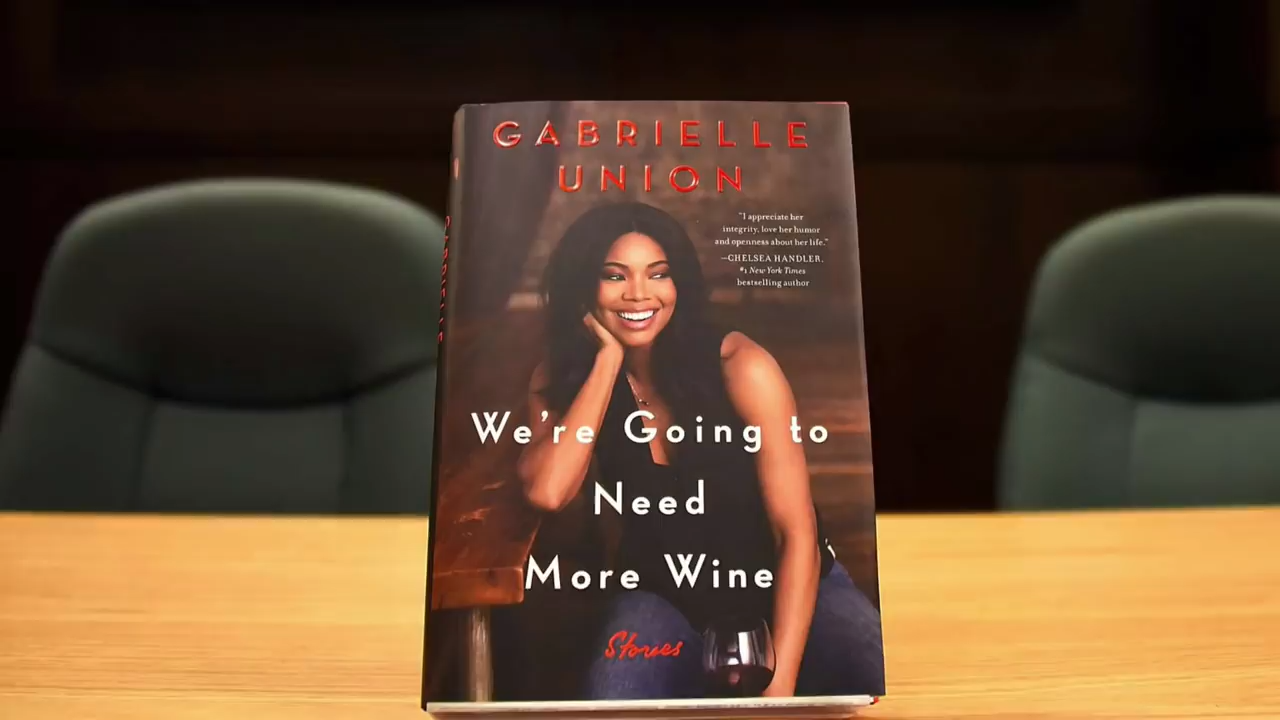 GABRIELLE
UNION
"I appreciate her
integrity, love her humor
and openness about her life."
—CHELSEA HANDLER,
#1 New York Times
bestselling author
We're Going to
Need
More Wine
Stories
GABRIELLE